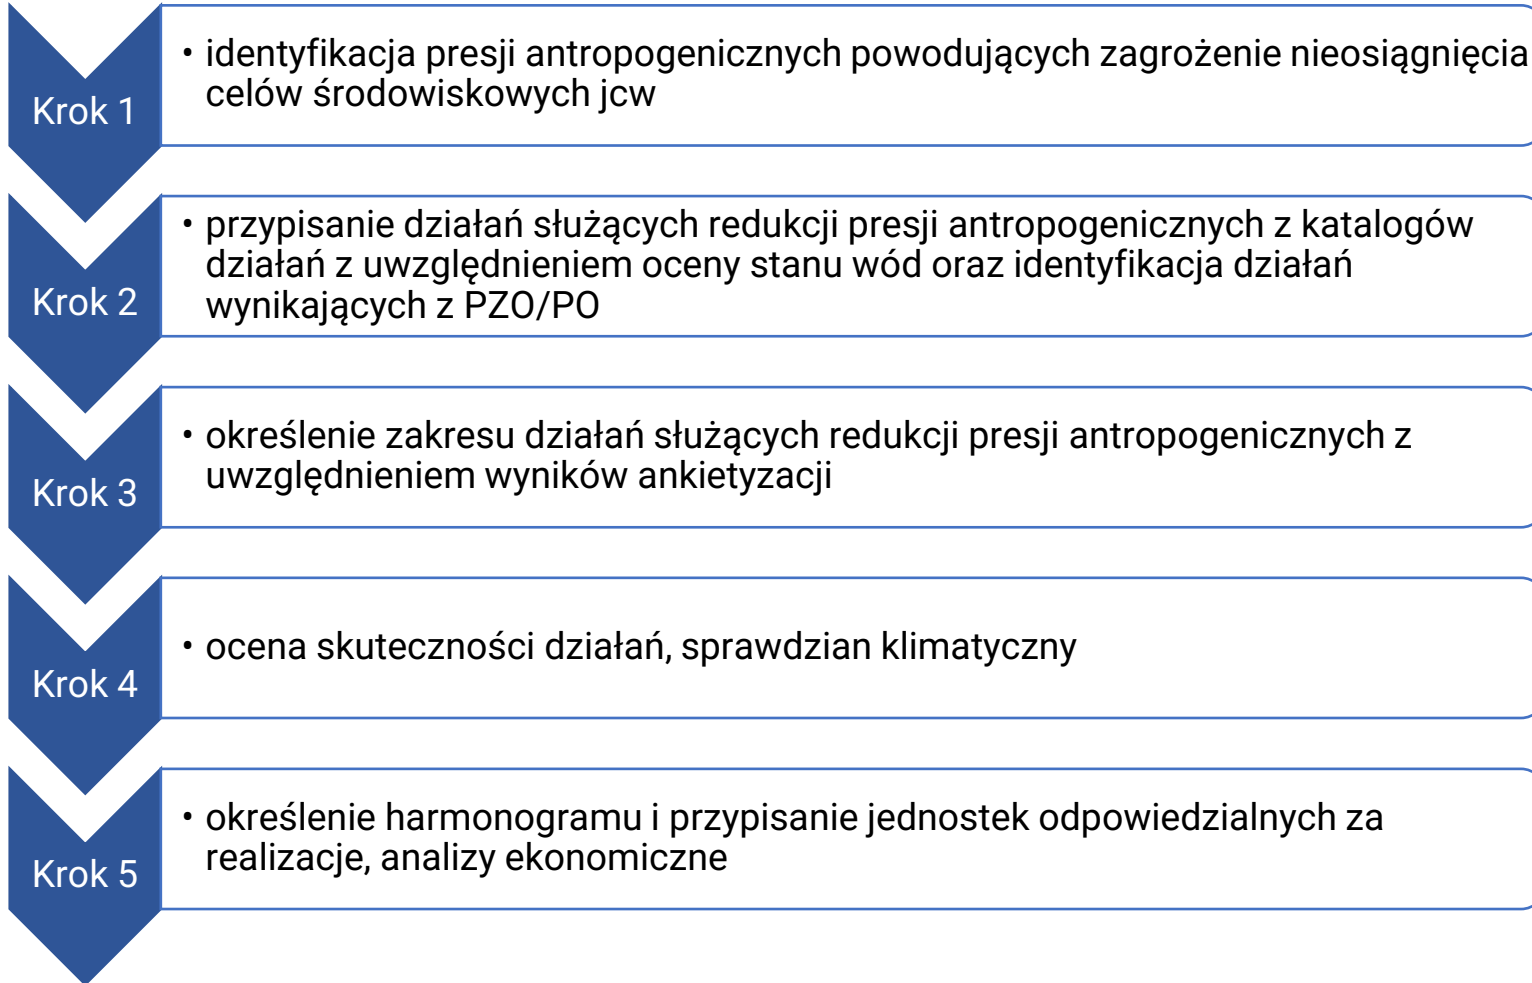 Krok 1
• identyfikacja presji antropogenicznych powodujących zagrożenie nieosiągnięcia
celów środowiskowych jcw
Krok 2
• przypisanie działań służących redukcji presji antropogenicznych z katalogów
działań z uwzględnieniem oceny stanu wód oraz identyfikacja działań
wynikających z PZO/PO
Krok 3
• określenie zakresu działań służących redukcji presji antropogenicznych z
uwzględnieniem wyników ankietyzacji
Krok 4
• ocena skuteczności działań, sprawdzian klimatyczny
Krok 5
• określenie harmonogramu i przypisanie jednostek odpowiedzialnych za
realizacje, analizy ekonomiczne